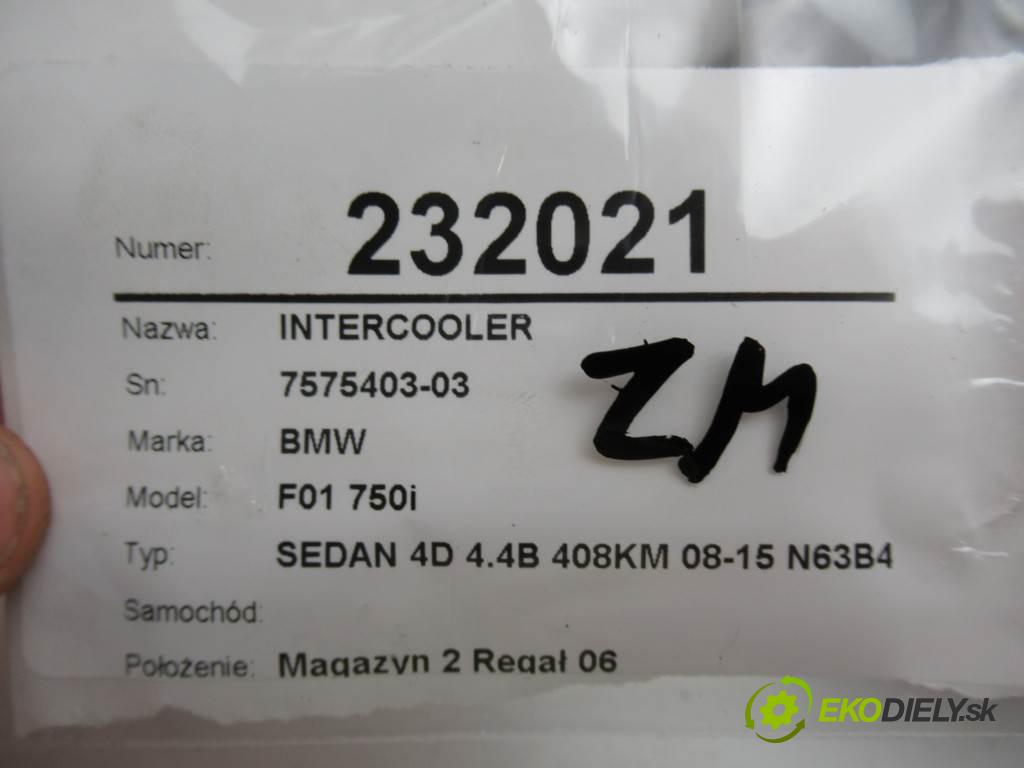 Numer: 232021
Nazwa: INTERCOOLER
Sn: 7575403-03
ZM
Marka: BMW
Model: F01 750i
Typ: SEDAN 4D 4.4B 408KM 08-15 N63B4
Samochód:
Położenie: Magazyn 2 Regał 06
EKODIELY.sk